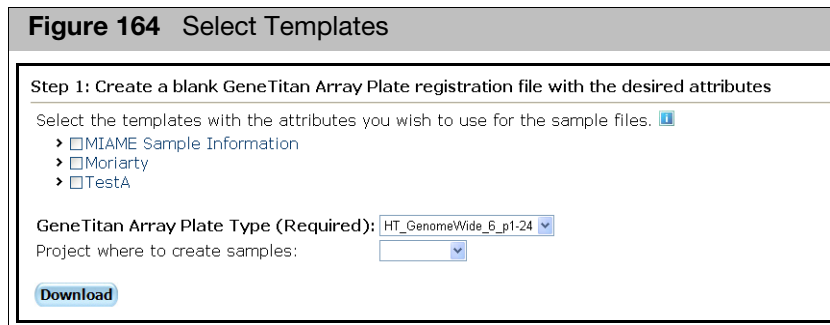 Figure 164 Select Templates
Step 1: Create a blank GeneTitan Array Plate registration file with the desired attributes
Select the templates with the attributes you wish to use for the sample files.
MIAME Sample Information
Moriarty
TestA
GeneTitan Array Plate Type (Required): HT_GenomeWide_6_p1-24
Project where to create samples:
Download